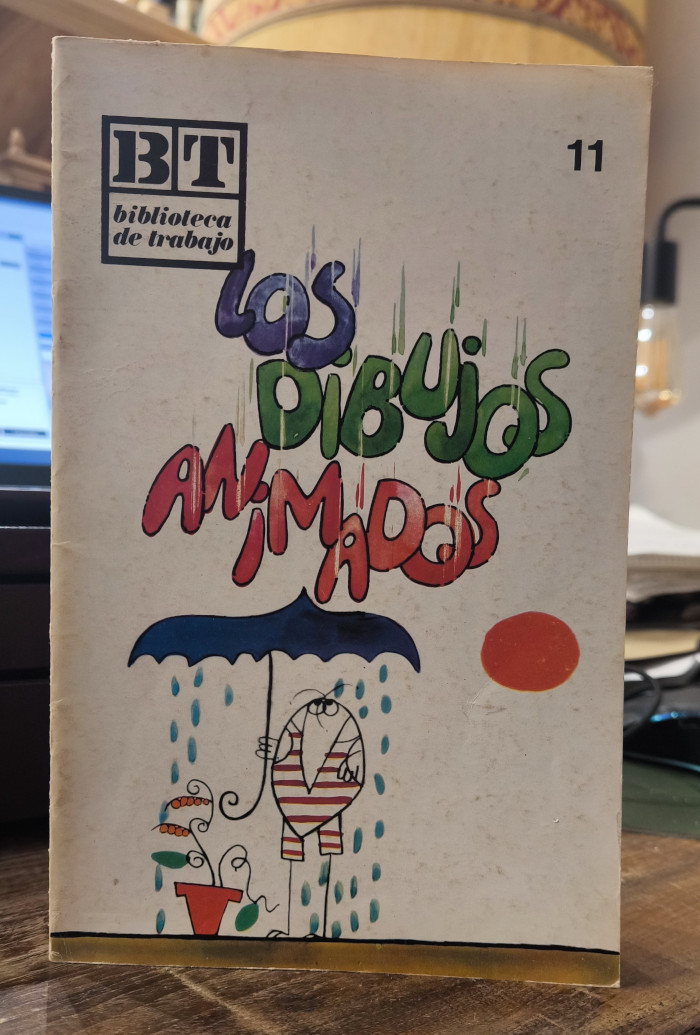 BT
biblioteca
de trabajo
11
LOS
DIBUJOS
ANIMADOS